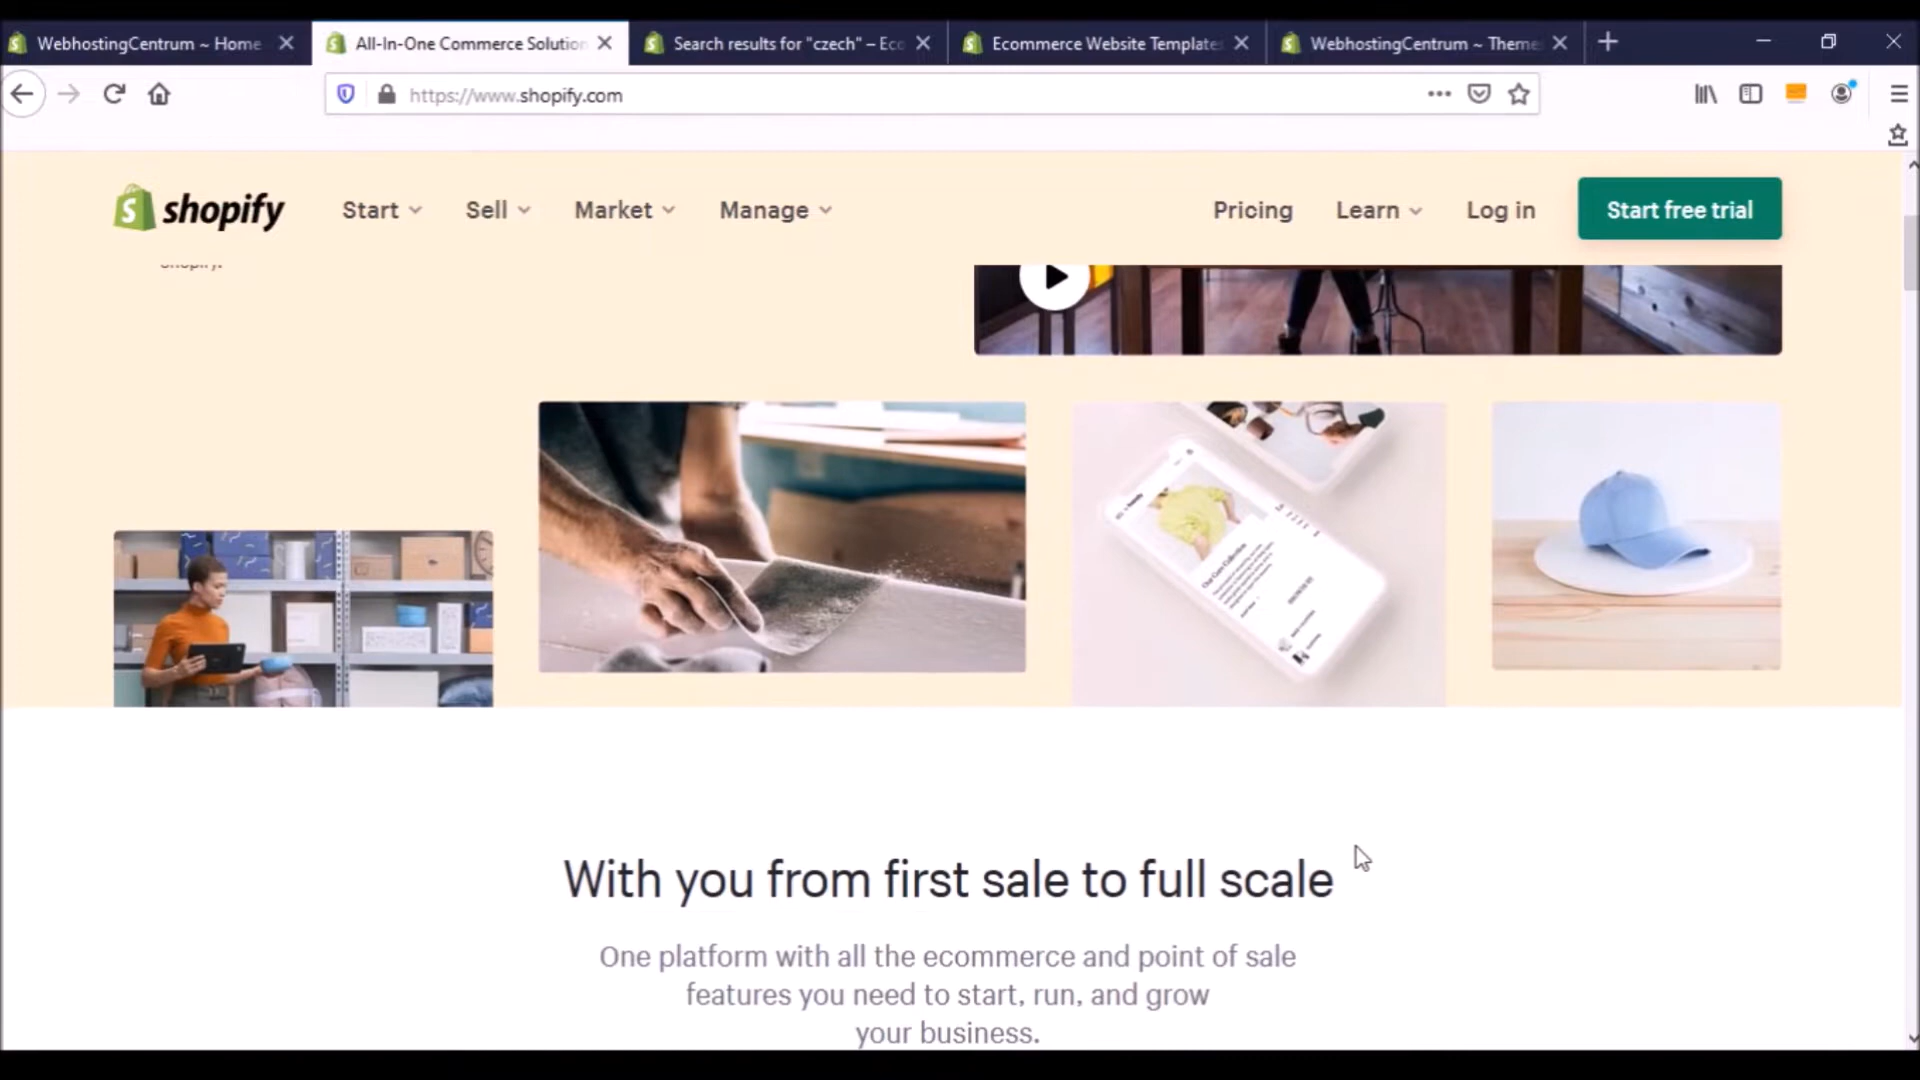 WebhostingCentrum ~ Home
All-In-One Commerce Solution
Search results for "czech" – Ecc
Ecommerce Website Templates
WebhostingCentrum ~ Theme
https://www.shopify.com
shopify
Start
Sell
Market
Manage
Pricing
Learn
Log in
Start free trial
Shopify.
With you from first sale to full scale
One platform with all the ecommerce and point of sale
features you need to start, run, and grow
your business.